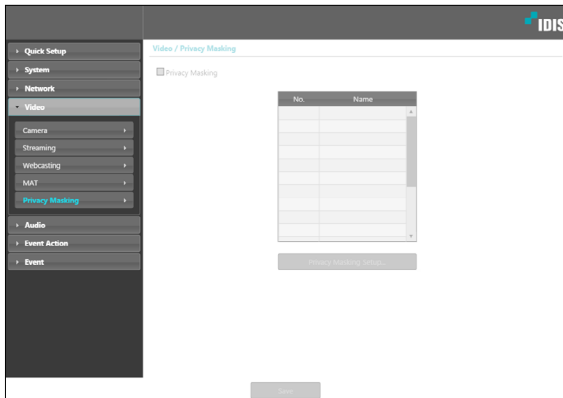 IDIS
Quick Setup
System
Network
Video
Camera
Streaming
Webcasting
MAT
Privacy Masking
Audio
Event Action
Event
Video / Privacy Masking
Privacy Masking
No. Name
Privacy Masking Setup...
Save